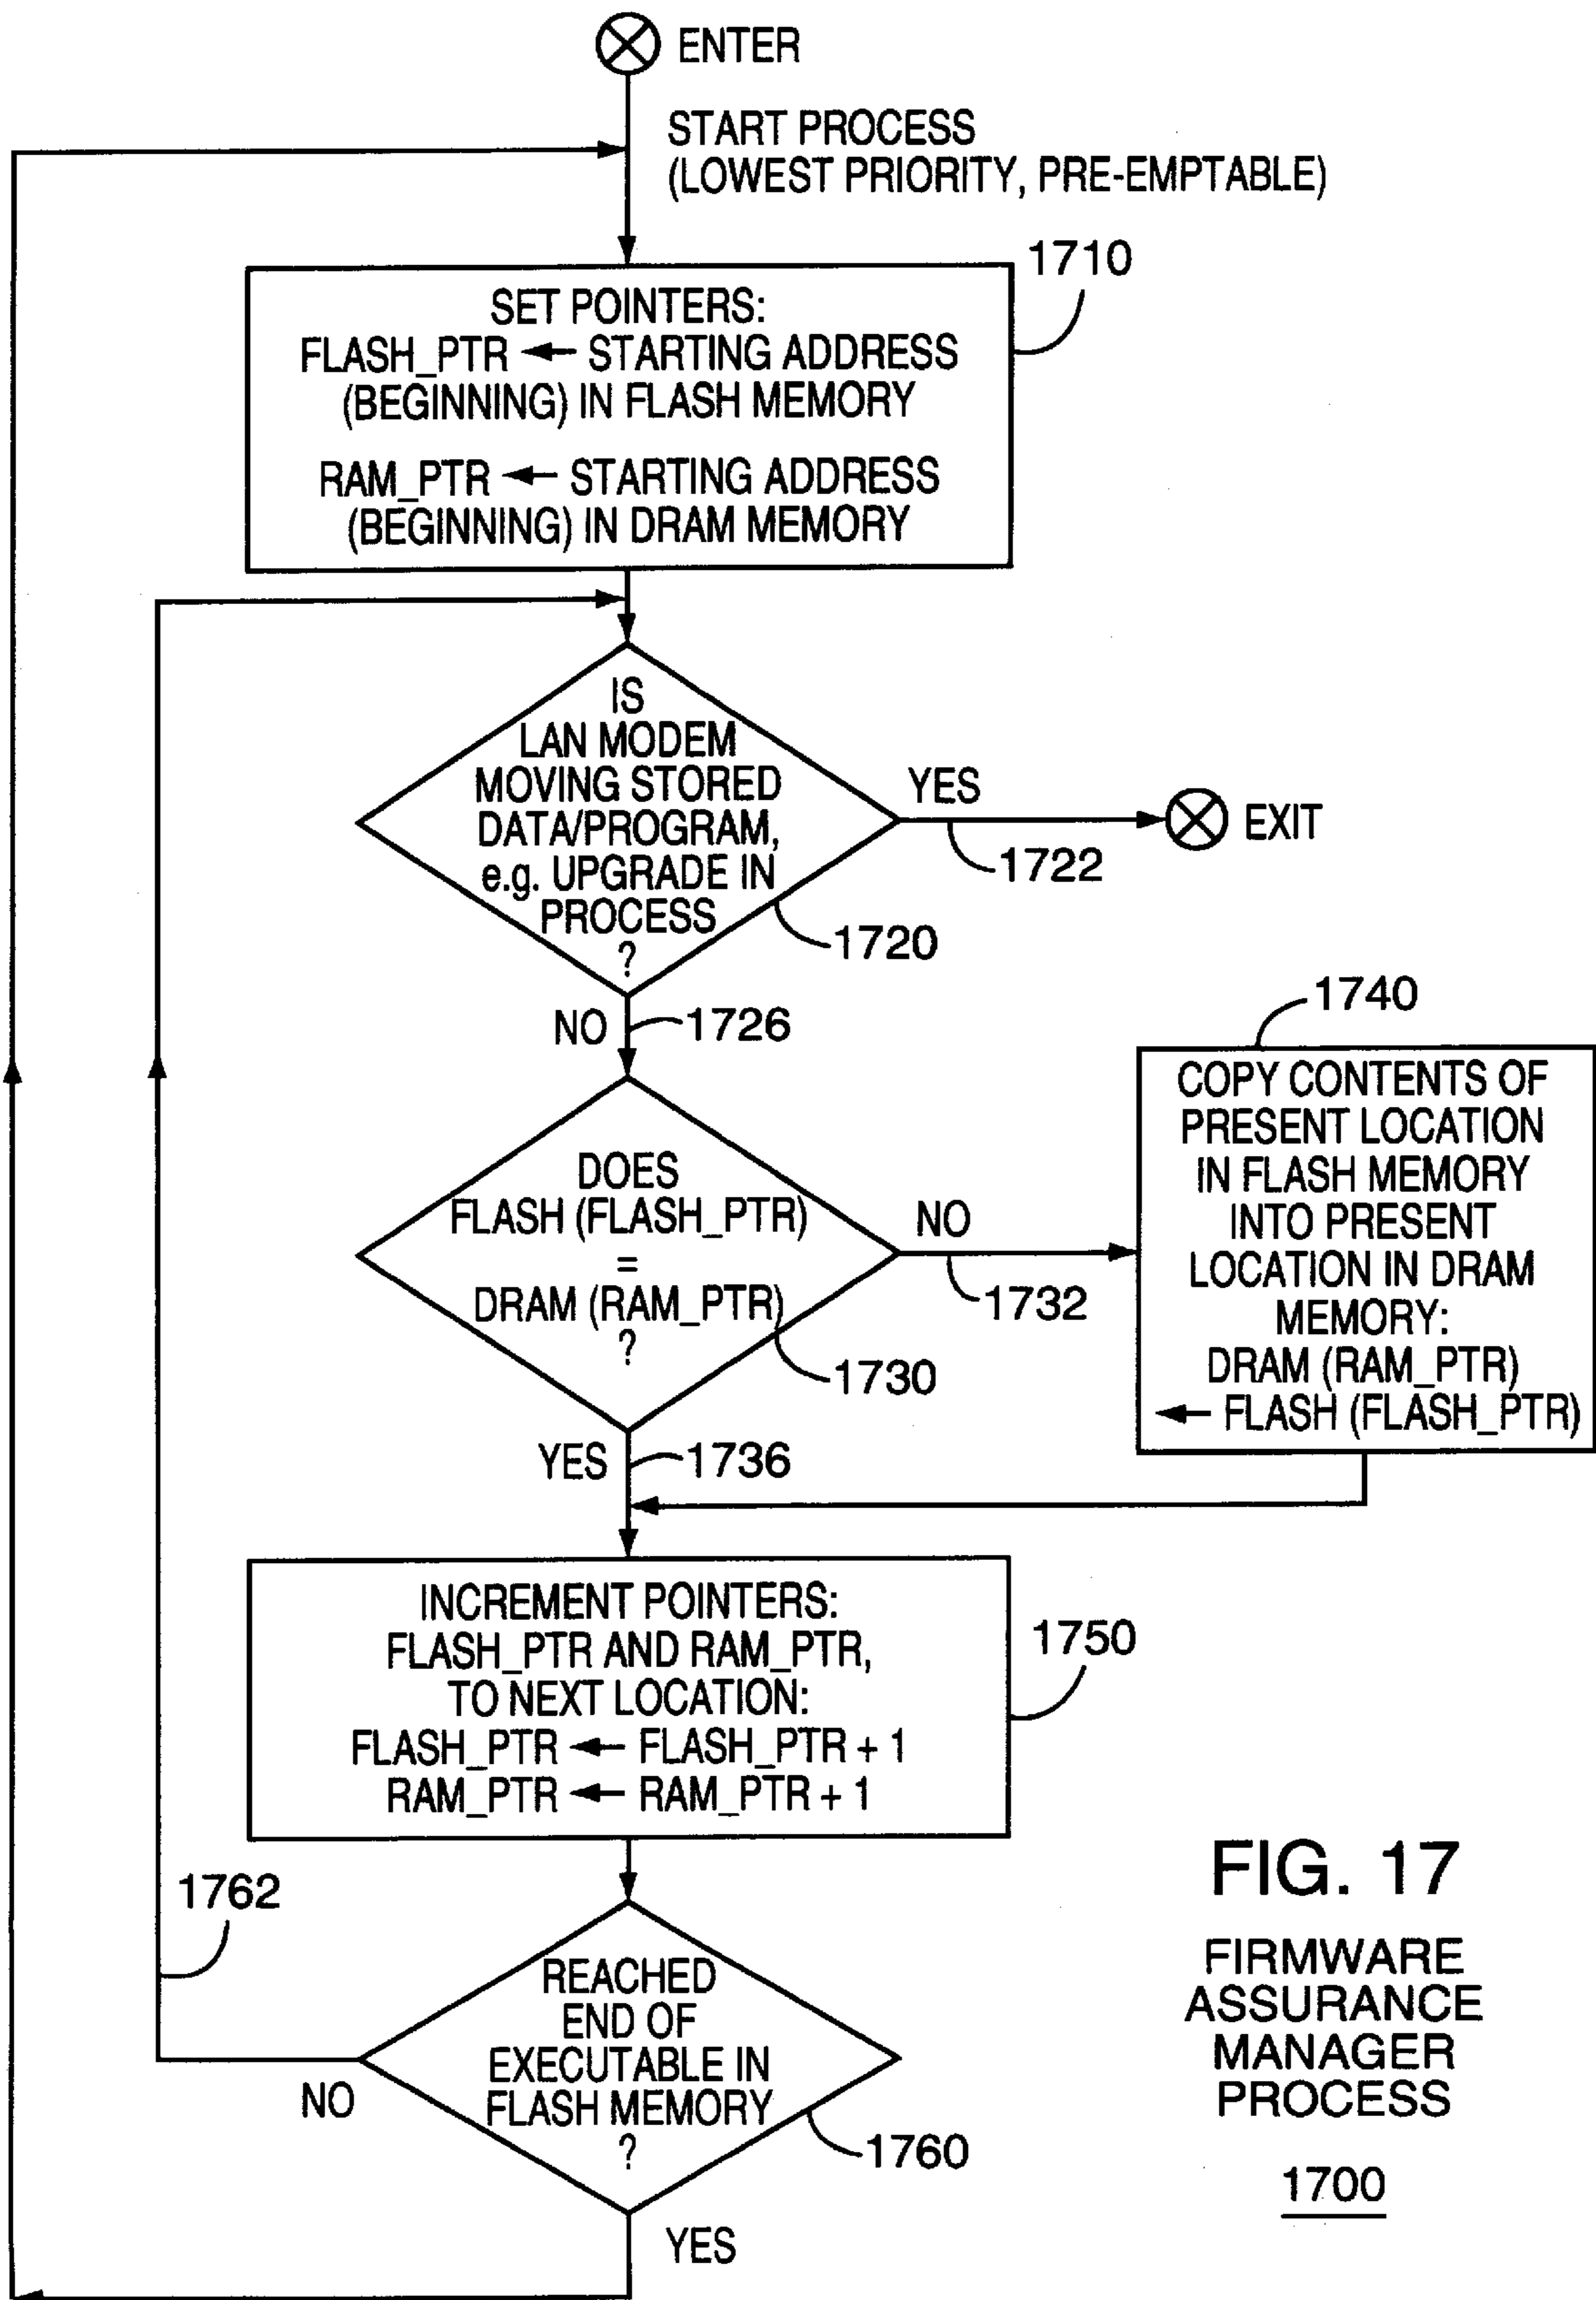 ENTER
START PROCESS
(LOWEST PRIORITY, PRE-EMPTABLE)
1710
SET POINTERS:
FLASH_PTR ← STARTING ADDRESS
(BEGINNING) IN FLASH MEMORY
RAM_PTR ← STARTING ADDRESS
(BEGINNING) IN DRAM MEMORY
IS
LAN MODEM
MOVING STORED
DATA/PROGRAM,
e.g. UPGRADE IN
PROCESS
?
YES
EXIT
1722
1720
NO
1726
1740
COPY CONTENTS OF
PRESENT LOCATION
IN FLASH MEMORY
INTO PRESENT
LOCATION IN DRAM
MEMORY:
DRAM (RAM_PTR)
← FLASH (FLASH_PTR)
DOES
FLASH (FLASH_PTR)
=
DRAM (RAM_PTR)
?
NO
1732
1730
YES
1736
INCREMENT POINTERS:
FLASH_PTR AND RAM_PTR,
TO NEXT LOCATION:
FLASH_PTR ← FLASH_PTR + 1
RAM_PTR ← RAM_PTR + 1
1750
1762
REACHED
END OF
EXECUTABLE IN
FLASH MEMORY
?
NO
1760
YES
FIG. 17
FIRMWARE
ASSURANCE
MANAGER
PROCESS
1700